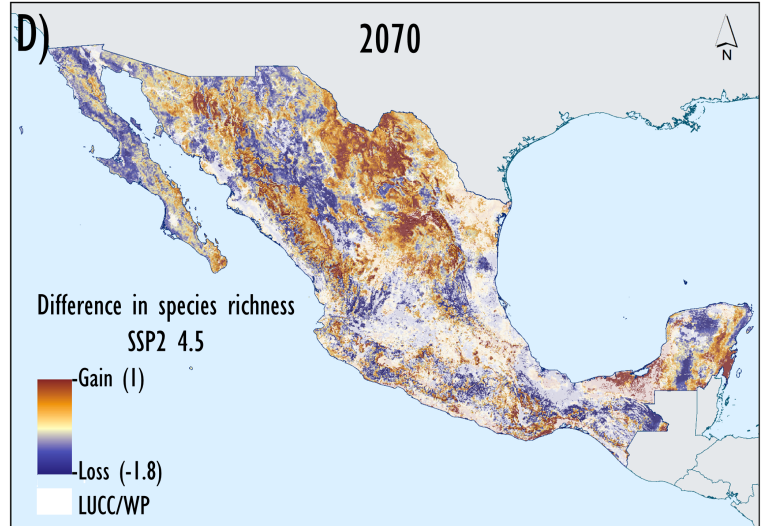 D)
2070
N
Difference in species richness
SSP2 4.5
Gain (1)
Loss (-1.8)
LUCC/WP